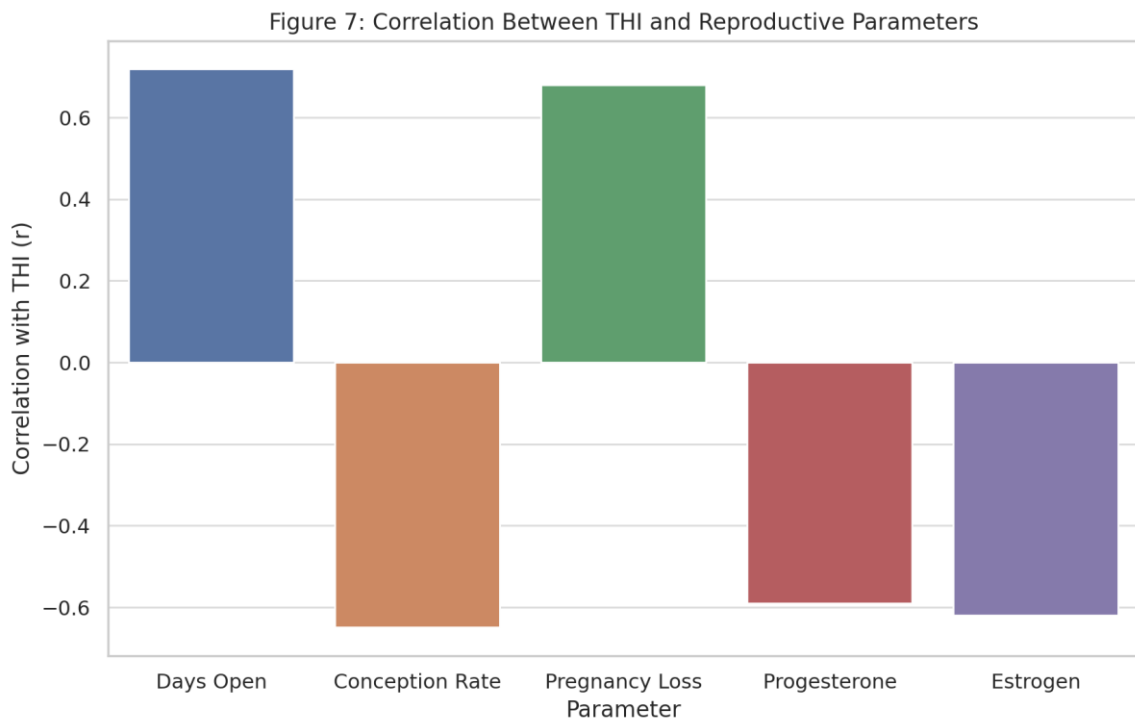 Figure 7: Correlation Between THI and Reproductive Parameters
Correlation with THI (r)
0.6
0.4
0.2
0.0
−0.2
−0.4
−0.6
Days Open Conception Rate Pregnancy Loss Progesterone Estrogen
Parameter